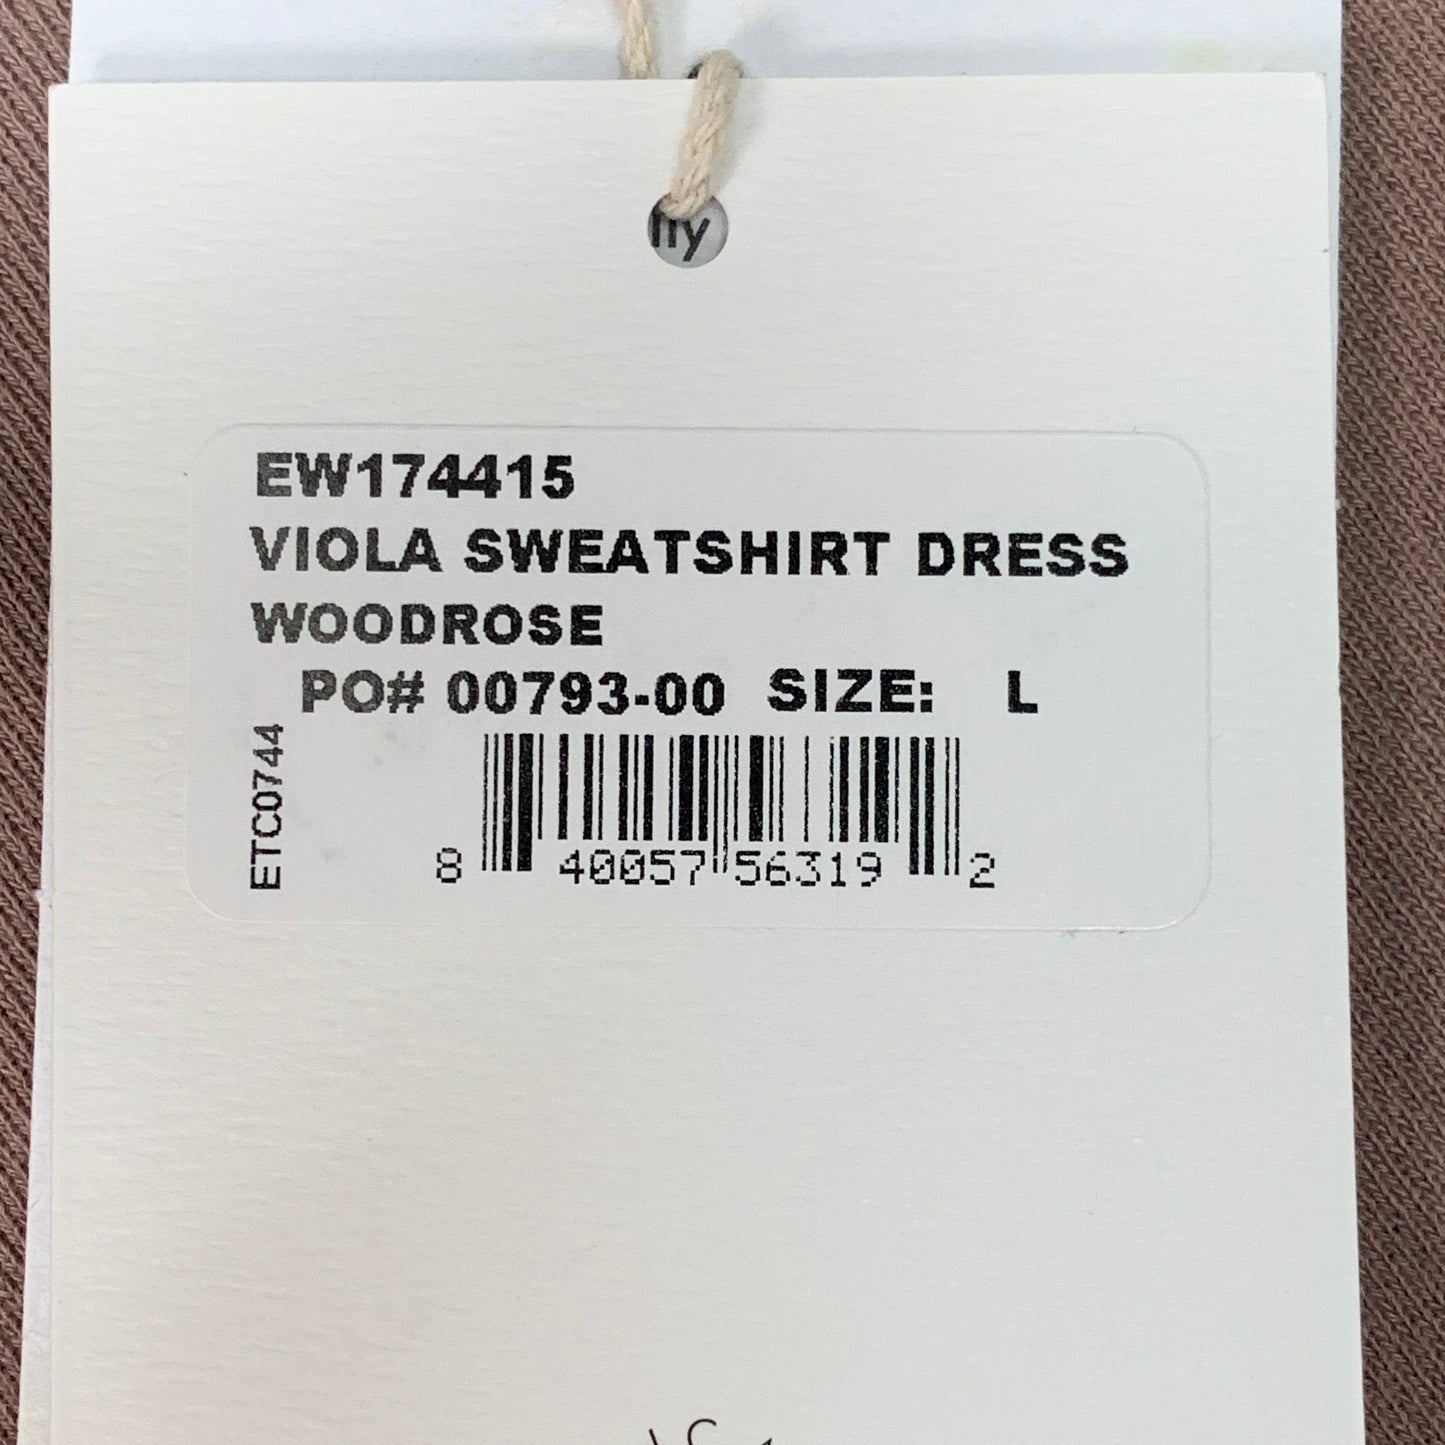 EW174415
VIOLA SWEATSHIRT DRESS
WOODROSE
PO# 00793-00 SIZE: L
ETC0744
8 40057 56319 2